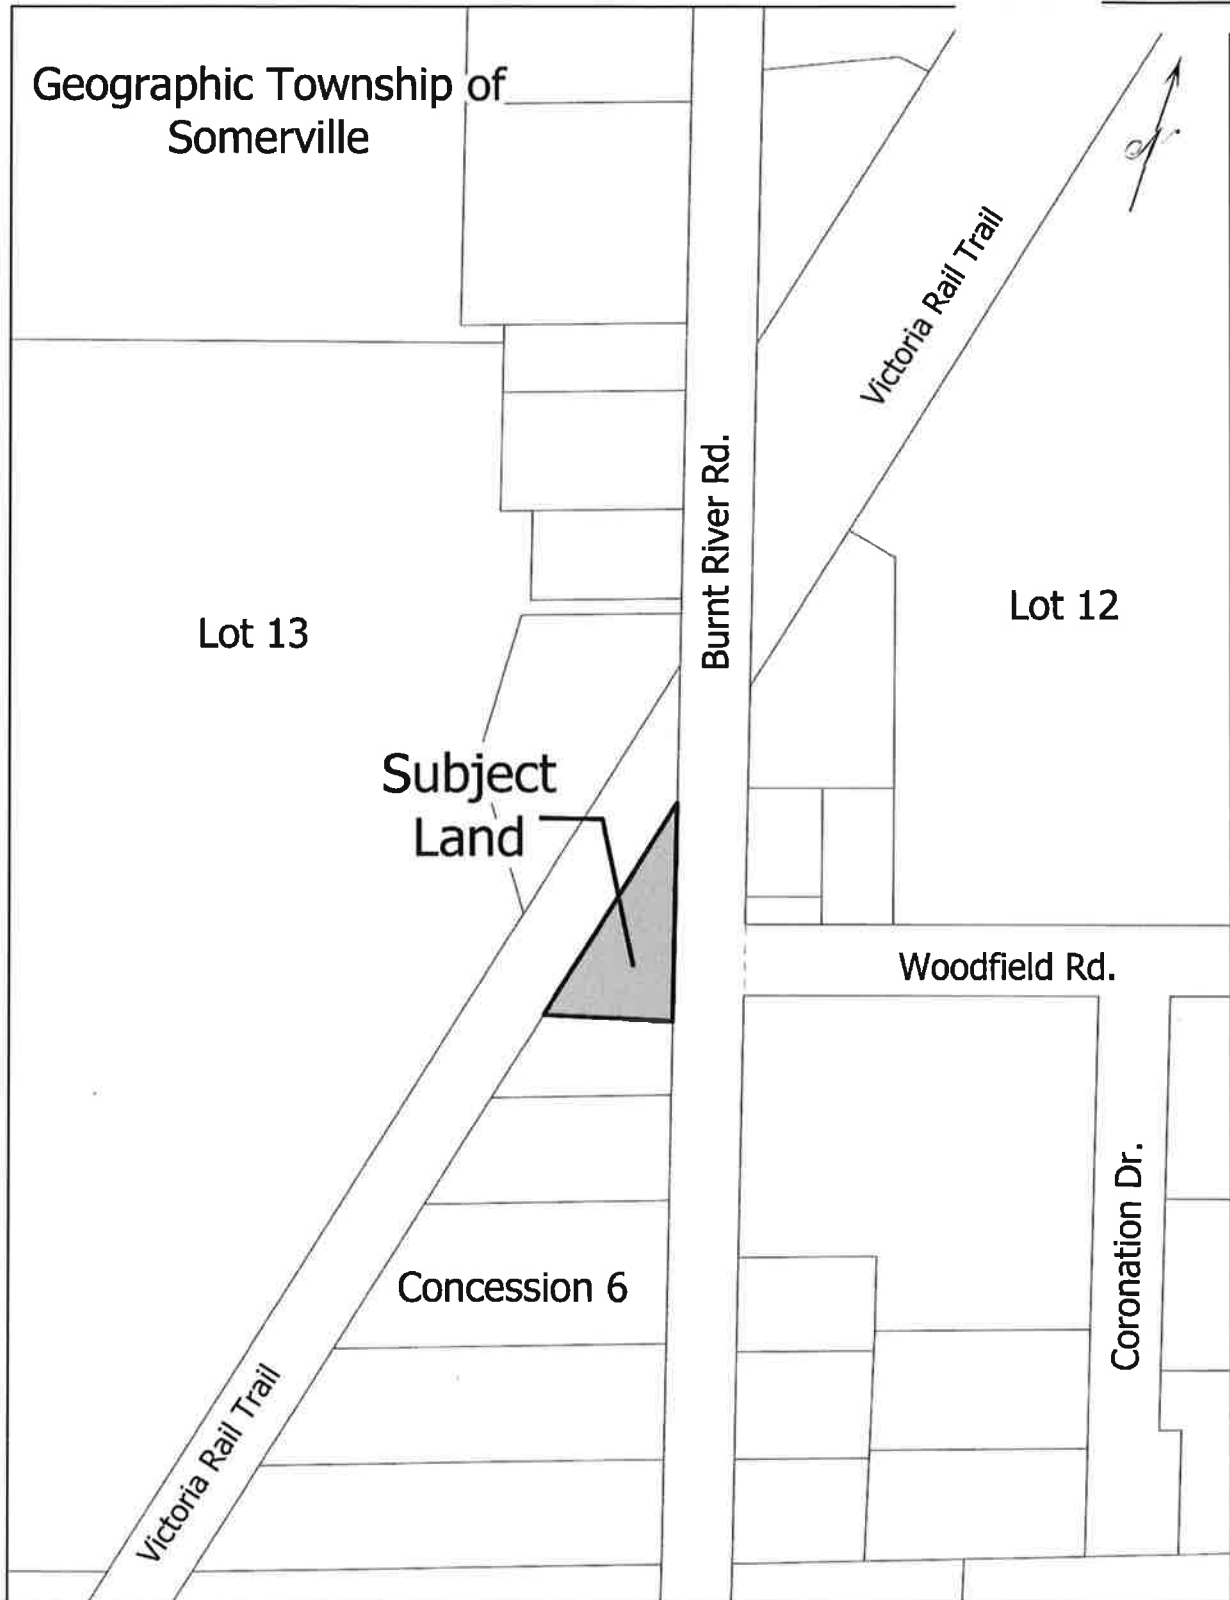 Geographic Township of
Somerville
Victoria Rail Trail
Burnt River Rd.
Lot 13
Lot 12
Subject
Land
Woodfield Rd.
Concession 6
Coronation Dr.
Victoria Rail Trail